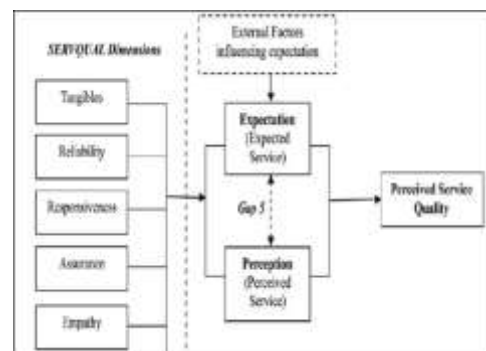 SERVQUAL Dimensions
Tangibles
Reliability
Responsiveness
Assurance
Empathy
External Factors
influencing expectation
Expectation
(Expected
Service)
Gap 5
Perception
(Perceived
Service)
Perceived Service
Quality